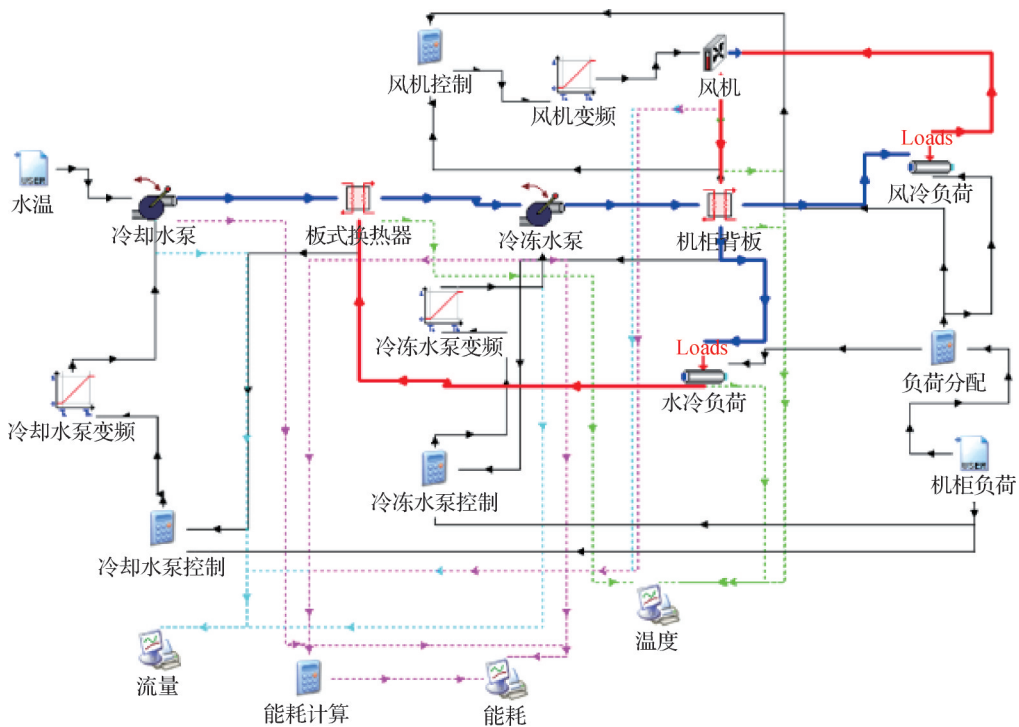 风机控制
风机变频
风机
Loads
风冷负荷
USER
水温
冷却水泵
板式换热器
冷冻水泵
机柜背板
冷冻水泵变频
Loads
水冷负荷
负荷分配
冷却水泵变频
USER
机柜负荷
冷冻水泵控制
冷却水泵控制
温度
流量
能耗计算
能耗